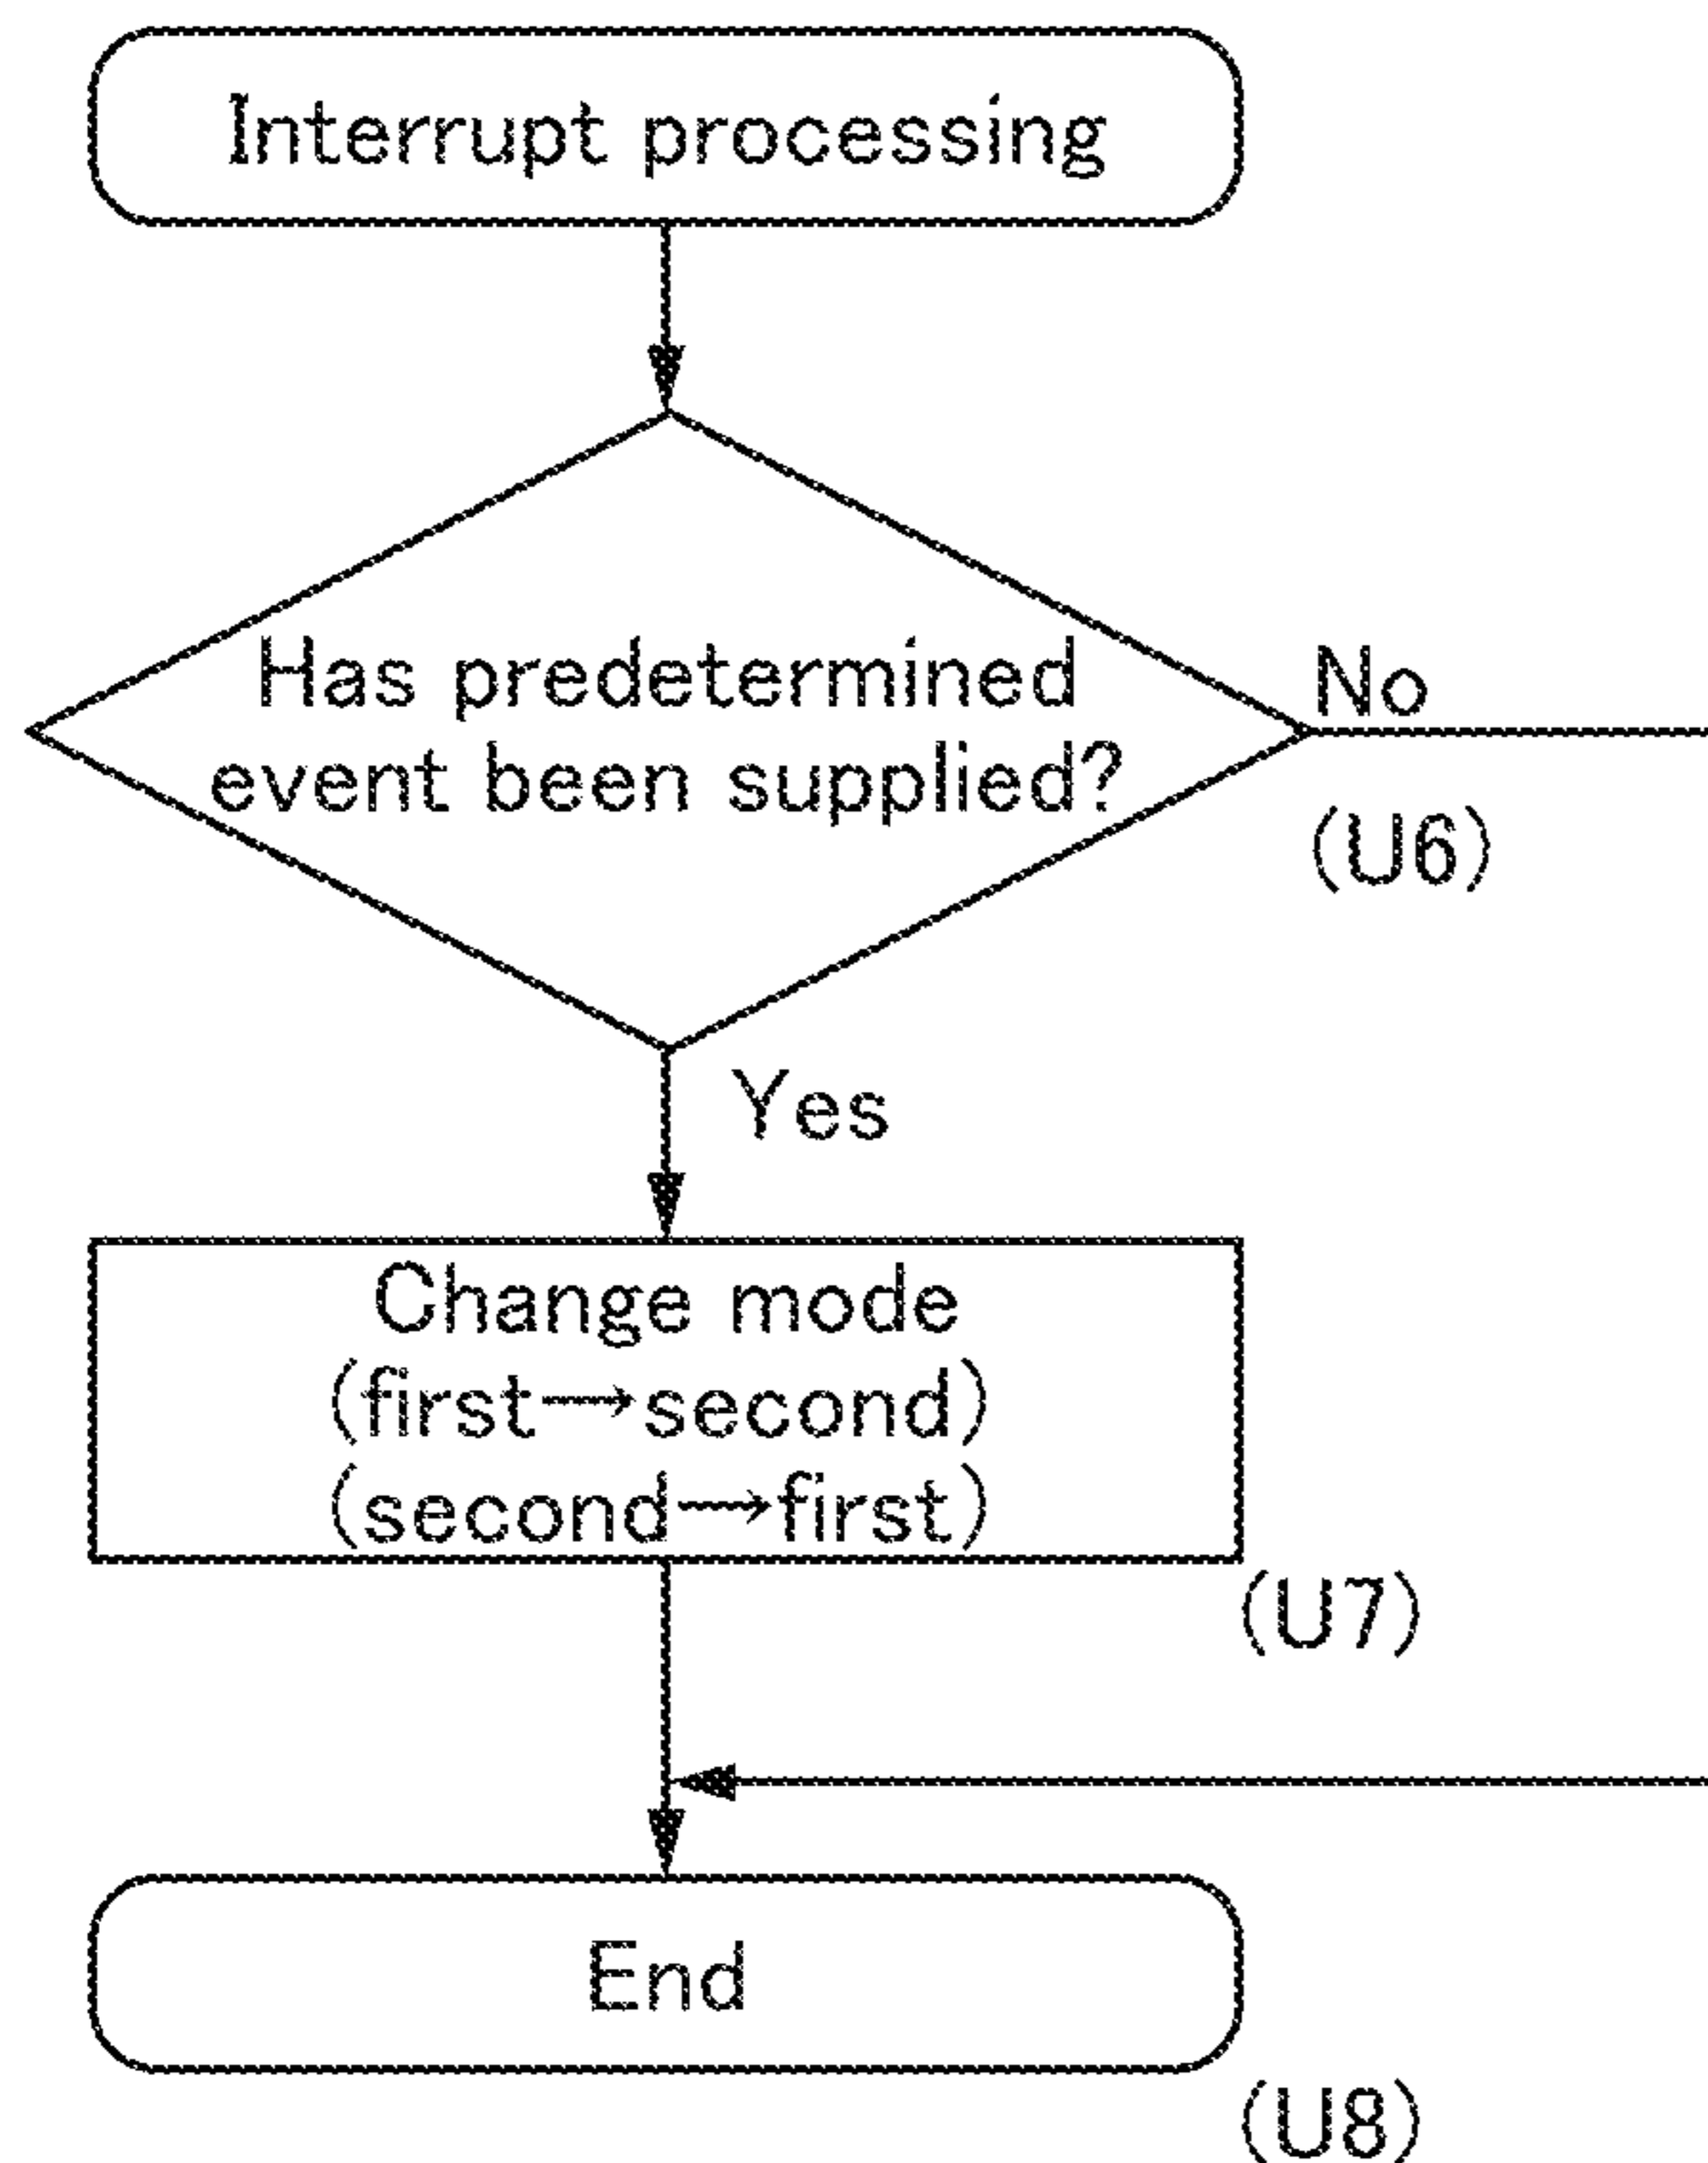 Interrupt processing
Has predetermined
event been supplied?
No
(U6)
Yes
Change mode
(first→second)
(second→first)
(U7)
End
(U8)